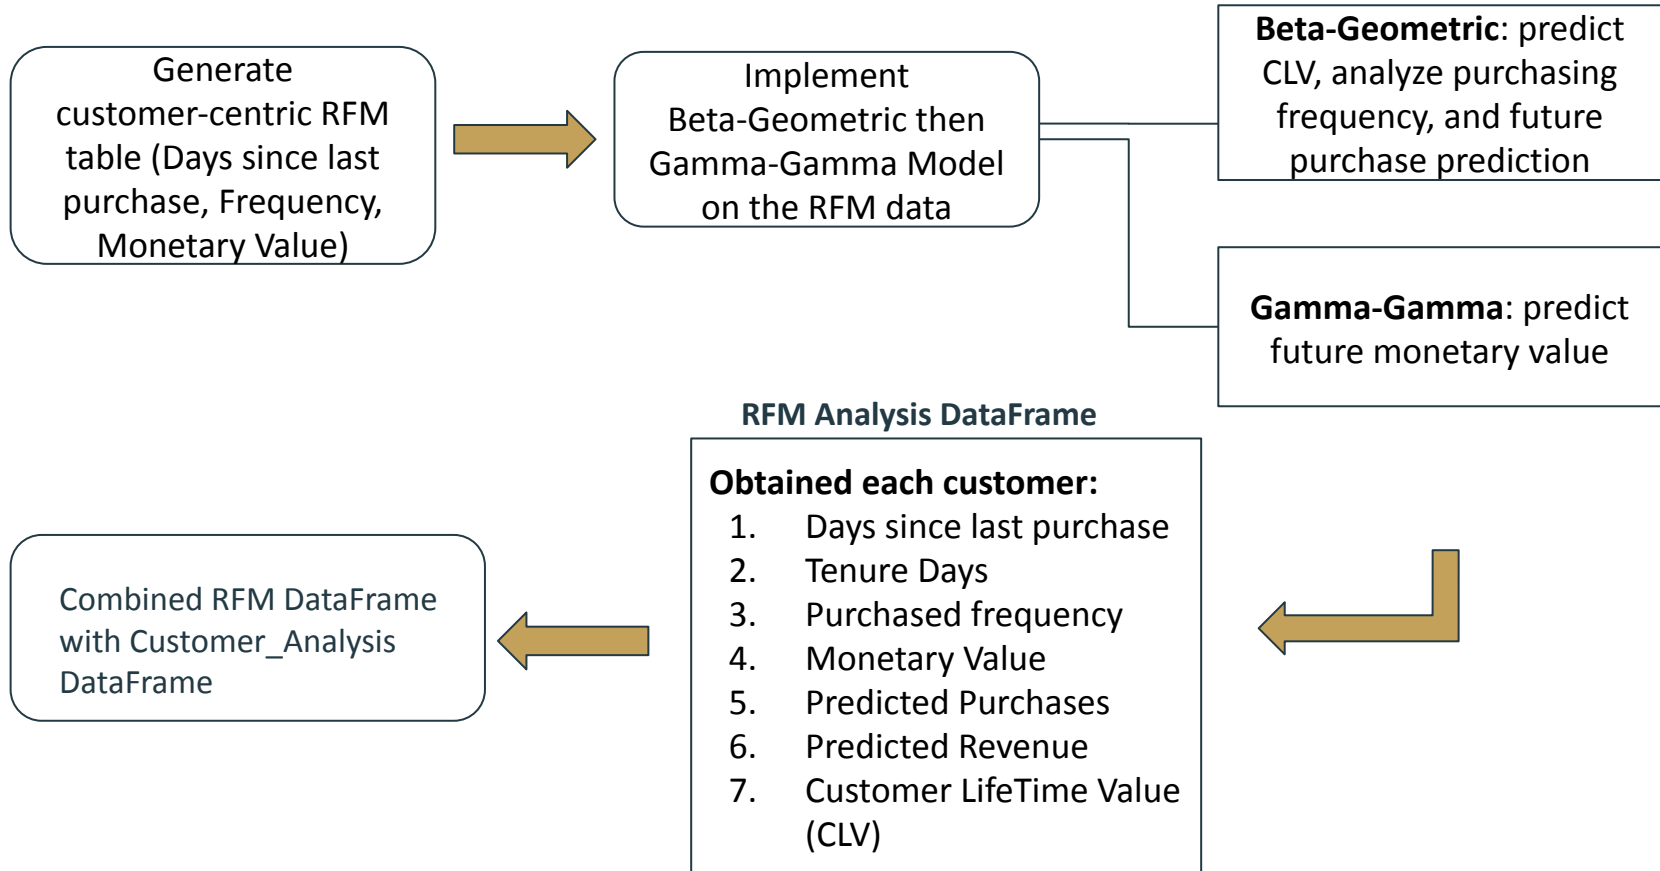 Generate
customer-centric RFM
table (Days since last
purchase, Frequency,
Monetary Value)
Implement
Beta-Geometric then
Gamma-Gamma Model
on the RFM data
Beta-Geometric: predict
CLV, analyze purchasing
frequency, and future
purchase prediction
Gamma-Gamma: predict
future monetary value
RFM Analysis DataFrame
Obtained each customer:
1. Days since last purchase
2. Tenure Days
3. Purchased frequency
4. Monetary Value
5. Predicted Purchases
6. Predicted Revenue
7. Customer LifeTime Value
(CLV)
Combined RFM DataFrame
with Customer_Analysis
DataFrame